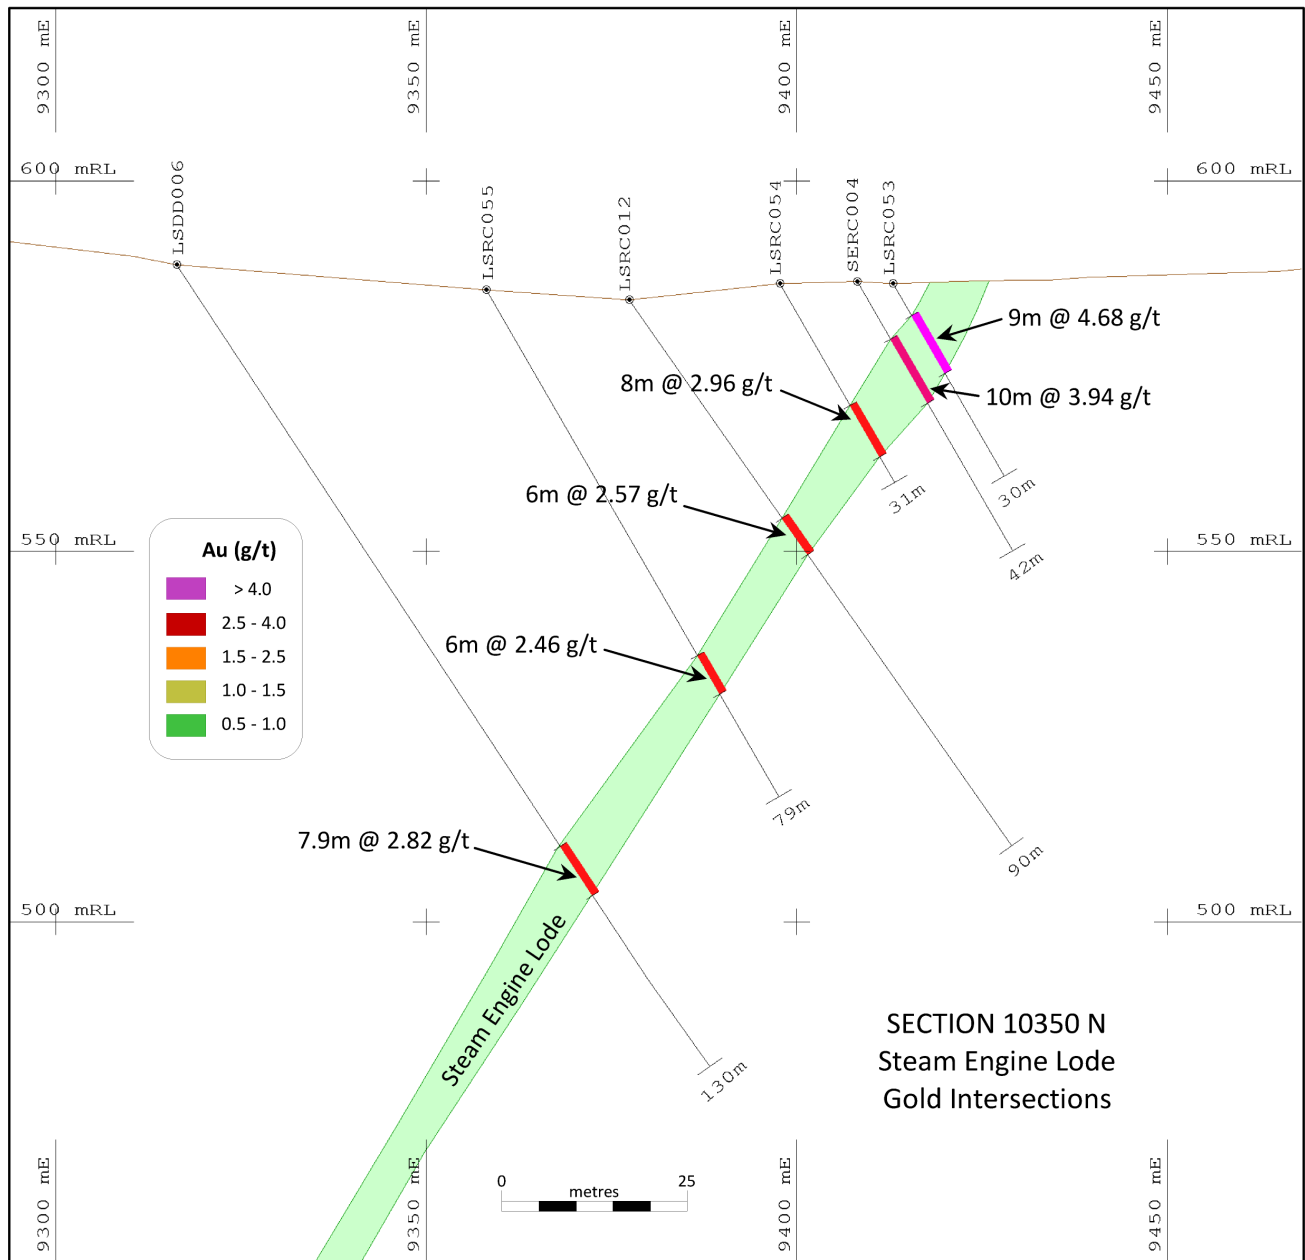 9300 mE
9350 mE
9400 mE
9450 mE
600 mRL
600 mRL
LSDD006
LSRC055
LSRC012
LSRC054
SERC004
LSRC053
9m @ 4.68 g/t
8m @ 2.96 g/t
10m @ 3.94 g/t
6m @ 2.57 g/t
31m
30m
550 mRL
550 mRL
42m
Au (g/t)
> 4.0
2.5 - 4.0
1.5 - 2.5
1.0 - 1.5
0.5 - 1.0
6m @ 2.46 g/t
79m
7.9m @ 2.82 g/t
90m
500 mRL
500 mRL
Steam Engine Lode
130m
SECTION 10350 N
Steam Engine Lode
Gold Intersections
0
25
metres
9300 mE
9350 mE
9400 mE
9450 mE